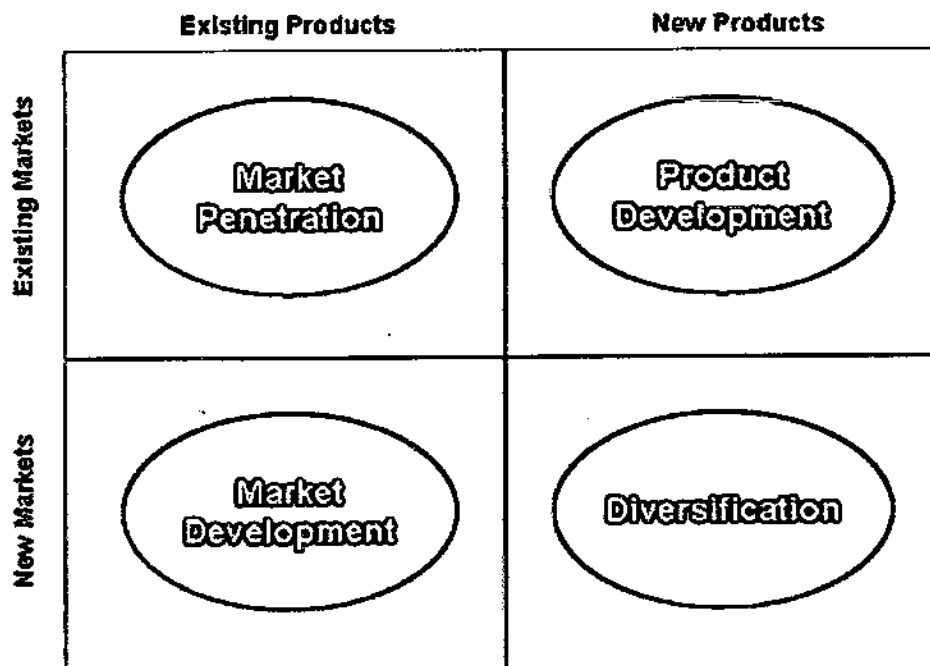 Existing Products
New Products
Existing Markets
Market
Penetration
Product
Development
New Markets
Market
Development
Diversification